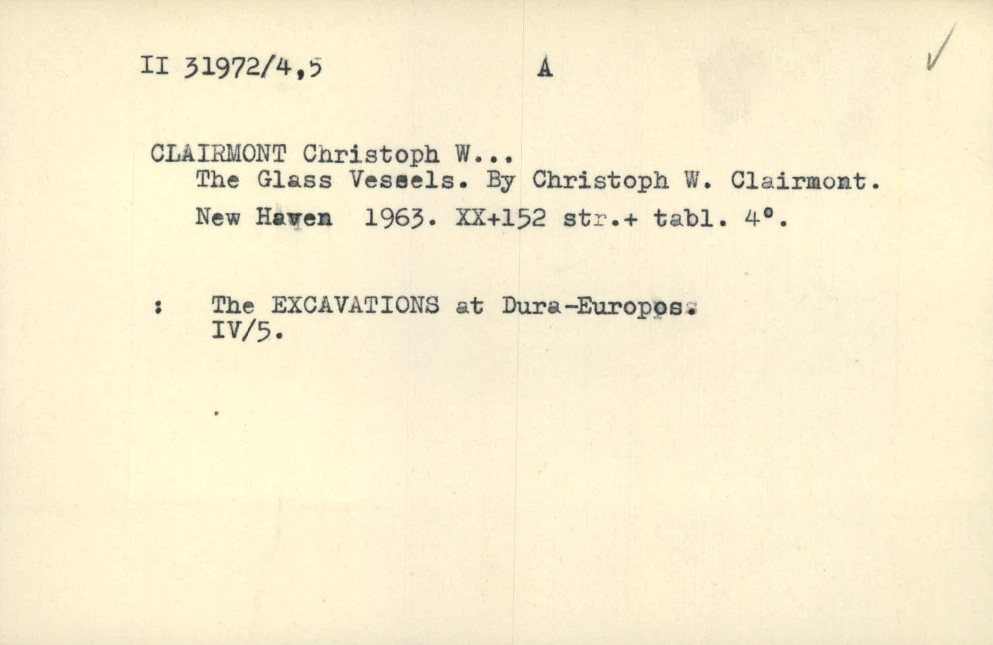 II 31972/4,5 A
CLAIRMONT Christoph W...
The Glass Vessels. By Christoph W. Clairmont.
New Haven 1963. XX+152 str.+ tabl. 4°.
: The EXCAVATIONS at Dura-Europos.
IV/5.